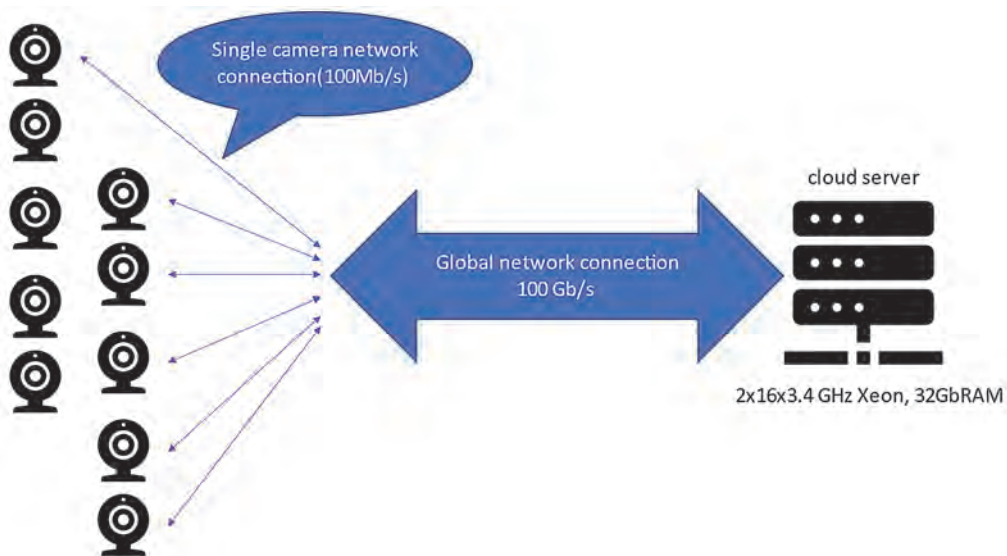 Single camera network
connection(100Mb/s)
Global network connection
100 Gb/s
cloud server
2x16x3.4 GHz Xeon, 32GbRAM